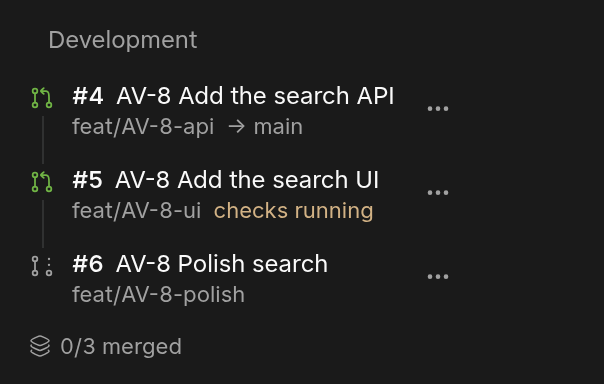 Development
#4 AV-8 Add the search API
feat/AV-8-api → main
#5 AV-8 Add the search UI
feat/AV-8-ui checks running
#6 AV-8 Polish search
feat/AV-8-polish
0/3 merged